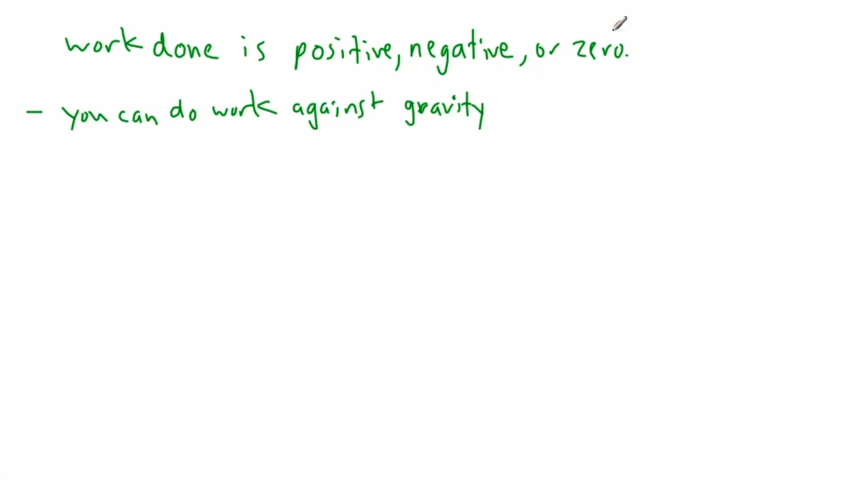 work done is positive, negative, or zero.
- you can do work against gravity